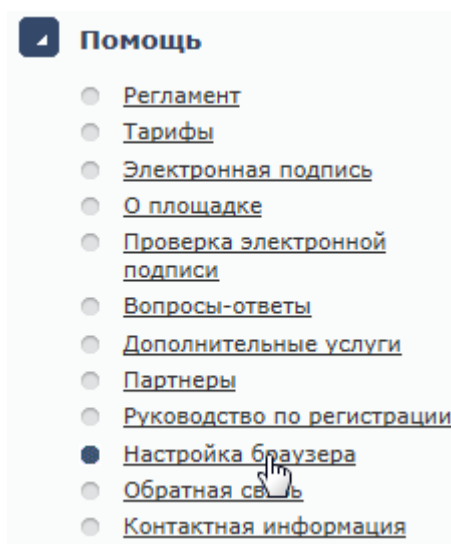 Помощь
Регламент
Тарифы
Электронная подпись
О площадке
Проверка электронной
подписи
Вопросы-ответы
Дополнительные услуги
Партнеры
Руководство по регистрации
Настройка браузера
Обратная связь
Контактная информация